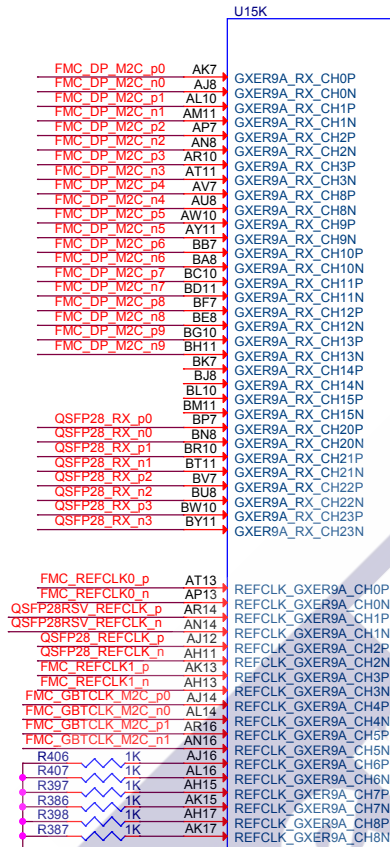 U15K
FMC_DP_M2C_p0 AK7 GXER9A_RX_CH0P
FMC_DP_M2C_n0 AJ8 GXER9A_RX_CH0N
FMC_DP_M2C_p1 AL10 GXER9A_RX_CH1P
FMC_DP_M2C_n1 AM11 GXER9A_RX_CH1N
FMC_DP_M2C_p2 AP7 GXER9A_RX_CH2P
FMC_DP_M2C_n2 AN8 GXER9A_RX_CH2N
FMC_DP_M2C_p3 AR10 GXER9A_RX_CH3P
FMC_DP_M2C_n3 AT11 GXER9A_RX_CH3N
FMC_DP_M2C_p4 AV7 GXER9A_RX_CH8P
FMC_DP_M2C_n4 AU8 GXER9A_RX_CH8N
FMC_DP_M2C_p5 AW10 GXER9A_RX_CH9P
FMC_DP_M2C_n5 AY11 GXER9A_RX_CH9N
FMC_DP_M2C_p6 BB7 GXER9A_RX_CH10P
FMC_DP_M2C_n6 BA8 GXER9A_RX_CH10N
FMC_DP_M2C_p7 BC10 GXER9A_RX_CH11P
FMC_DP_M2C_n7 BD11 GXER9A_RX_CH11N
FMC_DP_M2C_p8 BF7 GXER9A_RX_CH12P
FMC_DP_M2C_n8 BE8 GXER9A_RX_CH12N
FMC_DP_M2C_p9 BG10 GXER9A_RX_CH13P
FMC_DP_M2C_n9 BH11 GXER9A_RX_CH13N
BK7 GXER9A_RX_CH14P
BJ8 GXER9A_RX_CH14N
BL10 GXER9A_RX_CH15P
BM11 GXER9A_RX_CH15N
QSFP28_RX_p0 BP7 GXER9A_RX_CH20P
QSFP28_RX_n0 BN8 GXER9A_RX_CH20N
QSFP28_RX_p1 BR10 GXER9A_RX_CH21P
QSFP28_RX_n1 BT11 GXER9A_RX_CH21N
QSFP28_RX_p2 BV7 GXER9A_RX_CH22P
QSFP28_RX_n2 BU8 GXER9A_RX_CH22N
QSFP28_RX_p3 BW10 GXER9A_RX_CH23P
QSFP28_RX_n3 BY11 GXER9A_RX_CH23N
FMC_REFCLK0_p AT13 REFCLK_GXER9A_CH0P
FMC_REFCLK0_n AP13 REFCLK_GXER9A_CH0N
QSFP28RSV_REFCLK_p AR14 REFCLK_GXER9A_CH1P
QSFP28RSV_REFCLK_n AN14 REFCLK_GXER9A_CH1N
QSFP28_REFCLK_p AJ12 REFCLK_GXER9A_CH2P
QSFP28_REFCLK_n AH11 REFCLK_GXER9A_CH2N
FMC_REFCLK1_p AK13 REFCLK_GXER9A_CH3P
FMC_REFCLK1_n AH13 REFCLK_GXER9A_CH3N
FMC_GBTCLK_M2C_p0 AJ14 REFCLK_GXER9A_CH4P
FMC_GBTCLK_M2C_n0 AL14 REFCLK_GXER9A_CH4N
FMC_GBTCLK_M2C_p1 AR16 REFCLK_GXER9A_CH5P
FMC_GBTCLK_M2C_n1 AN16 REFCLK_GXER9A_CH5N
R406 1K AJ16 REFCLK_GXER9A_CH6P
R407 1K AL16 REFCLK_GXER9A_CH6N
R397 1K AH15 REFCLK_GXER9A_CH7P
R386 1K AK15 REFCLK_GXER9A_CH7N
R398 1K AH17 REFCLK_GXER9A_CH8P
R387 1K AK17 REFCLK_GXER9A_CH8N